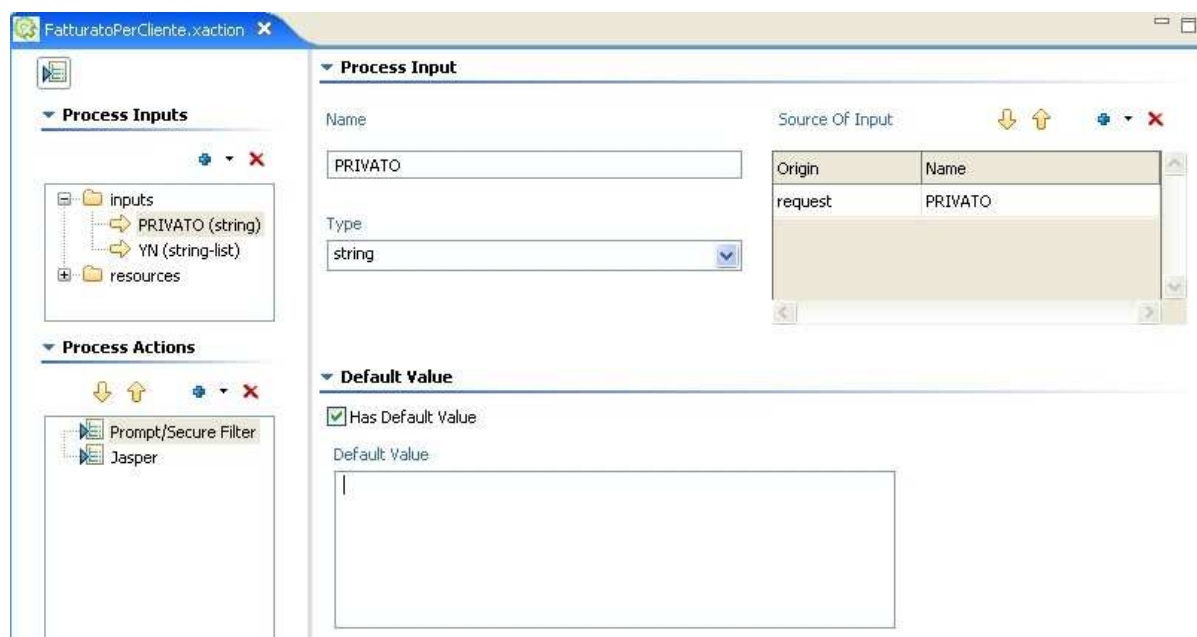 FatturatoPerCliente.xaction
Process Inputs
inputs
PRIVATO (string)
YN (string-list)
resources
Process Actions
Prompt/Secure Filter
Jasper
Process Input
Name
PRIVATO
Type
string
Source Of Input
Origin Name
request PRIVATO
Default Value
Has Default Value
Default Value